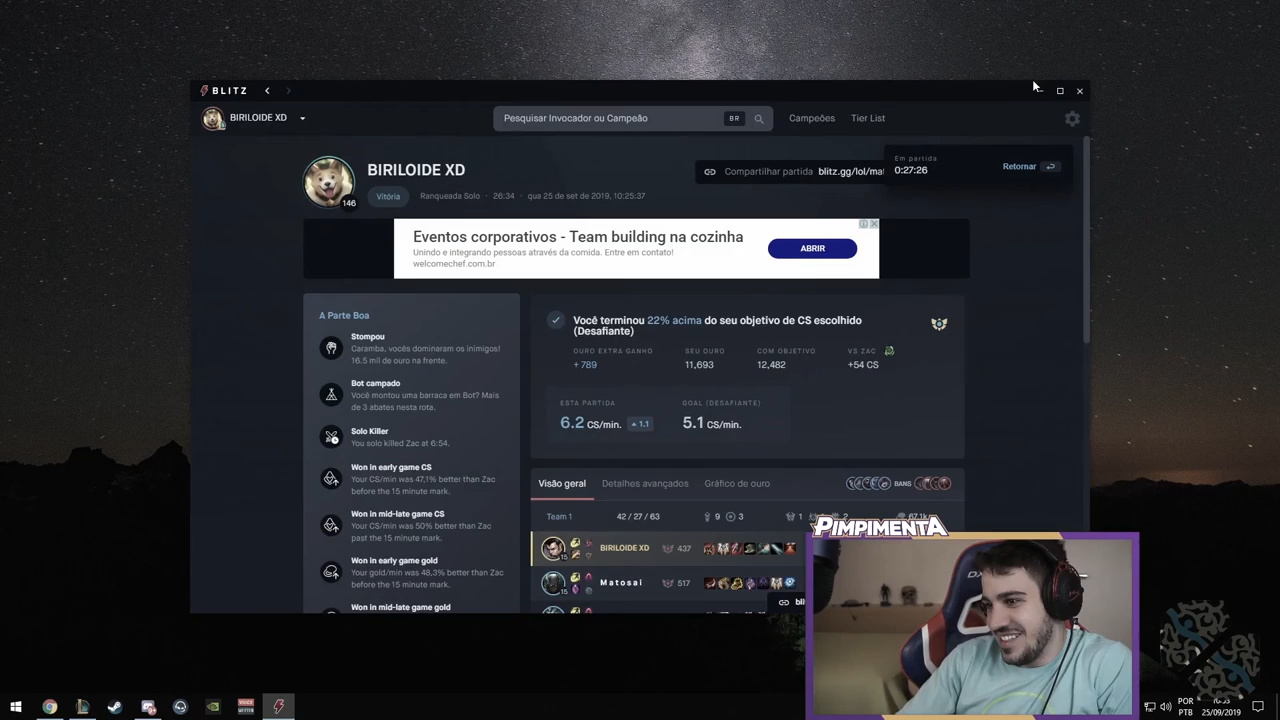 BLITZ
BIRILOIDE XD
Pesquisar Invocador ou Campeão
BR
Campeões
Tier List
BIRILOIDE XD
146
Vitória
Ranqueada Solo · 26:34 · qua 25 de set de 2019, 10:25:37
Compartilhar partida blitz.gg/lol/mat
Em partida
0:27:26
Retornar
Eventos corporativos - Team building na cozinha
Unindo e integrando pessoas através da comida. Entre em contato!
welcomechef.com.br
ABRIR
A Parte Boa
Stompou
Caramba, vocês dominaram os inimigos!
16.5 mil de ouro na frente.
Bot campado
Você montou uma barraca em Bot? Mais
de 3 abates nesta rota.
Solo Killer
You solo killed Zac at 6:54.
Won in early game CS
Your CS/min was 47,1% better than Zac
before the 15 minute mark.
Won in mid-late game CS
Your CS/min was 50% better than Zac
past the 15 minute mark.
Won in early game gold
Your gold/min was 48,3% better than Zac
before the 15 minute mark.
Won in mid-late game gold
Você terminou 22% acima do seu objetivo de CS escolhido
(Desafiante)
OURO EXTRA GANHO
+ 789
SEU OURO
11,693
COM OBJETIVO
12,482
VS ZAC
+54 CS
ESTA PARTIDA
6.2 CS/min.
1.1
GOAL (DESAFIANTE)
5.1 CS/min.
Visão geral
Detalhes avançados
Gráfico de ouro
BANS
Team 1
42 / 27 / 63
9
3
1
2
67.1k
15
BIRILOIDE XD
437
15
Matosal
517
bli
PIMPIMENTA
POR
PTB
25/09/2019